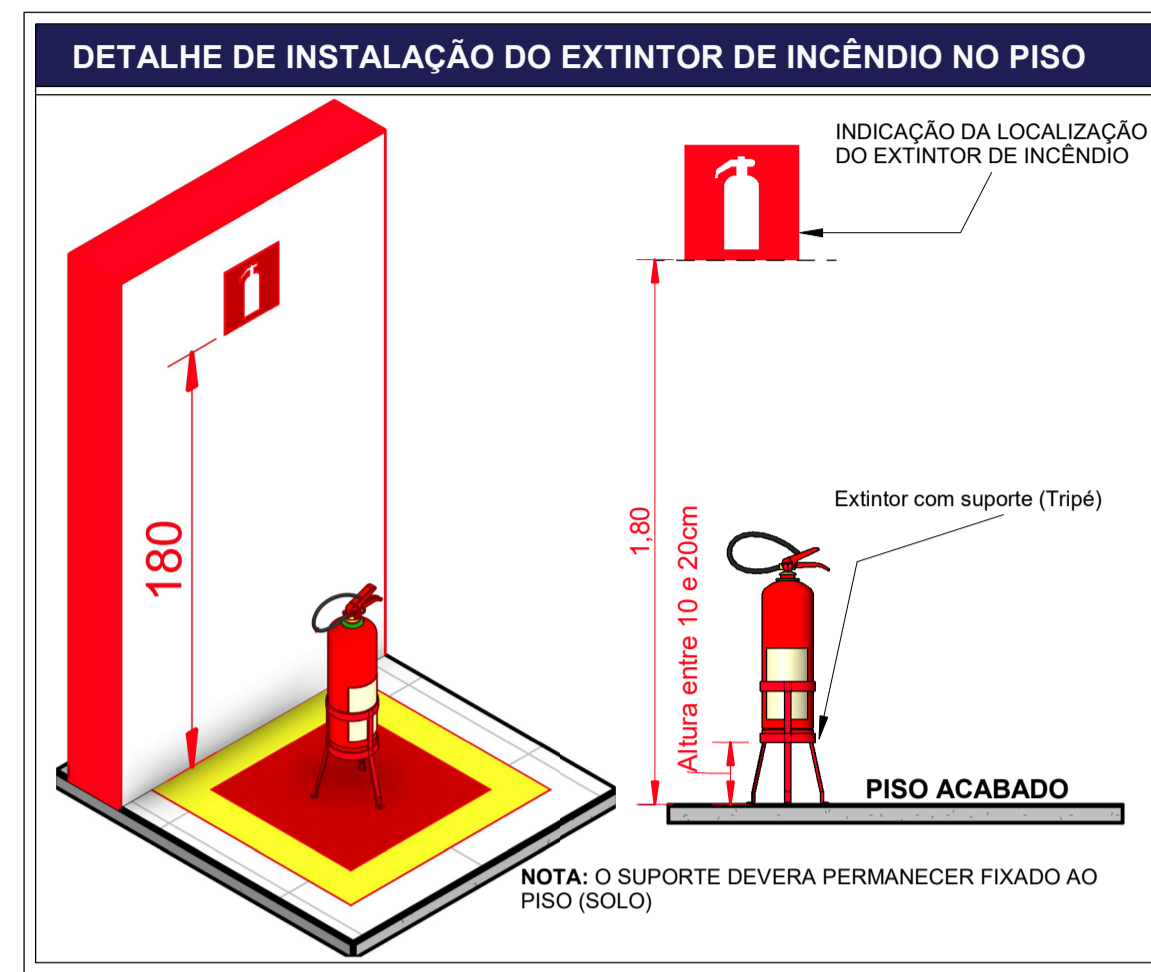 DETALHE DE INSTALAÇÃO DO EXTINTOR DE INCÊNDIO NO PISO
INDICAÇÃO DA LOCALIZAÇÃO
DO EXTINTOR DE INCÊNDIO
180
1,80
Altura entre 10 e 20cm
Extintor com suporte (Tripé)
PISO ACABADO
NOTA: O SUPORTE DEVERA PERMANECER FIXADO AO
PISO (SOLO)